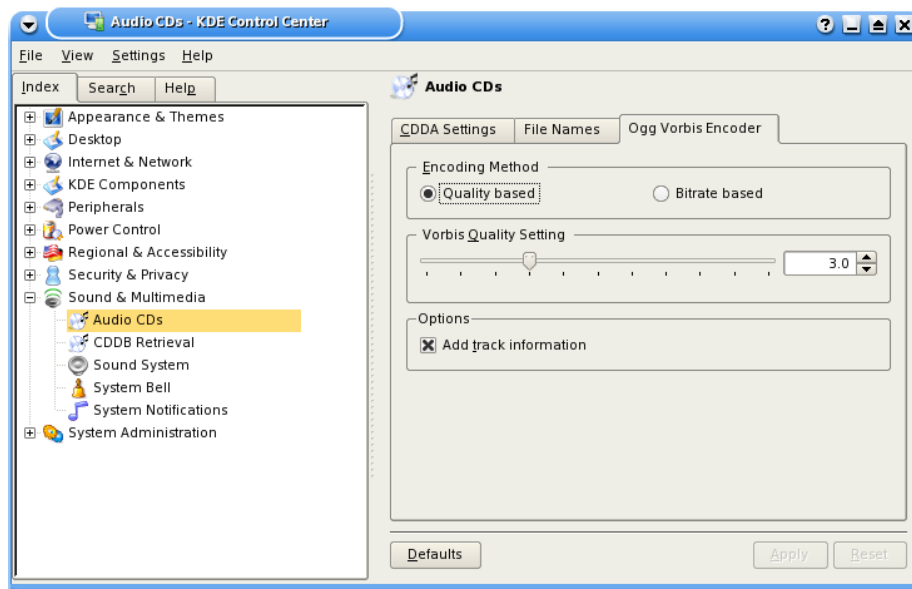 Audio CDs - KDE Control Center
File View Settings Help
Index Search Help
Appearance & Themes
Desktop
Internet & Network
KDE Components
Peripherals
Power Control
Regional & Accessibility
Security & Privacy
Sound & Multimedia
Audio CDs
CDDB Retrieval
Sound System
System Bell
System Notifications
System Administration
Audio CDs
CDDA Settings File Names Ogg Vorbis Encoder
Encoding Method
Quality based Bitrate based
Vorbis Quality Setting
3.0
Options
Add track information
Defaults Apply Reset